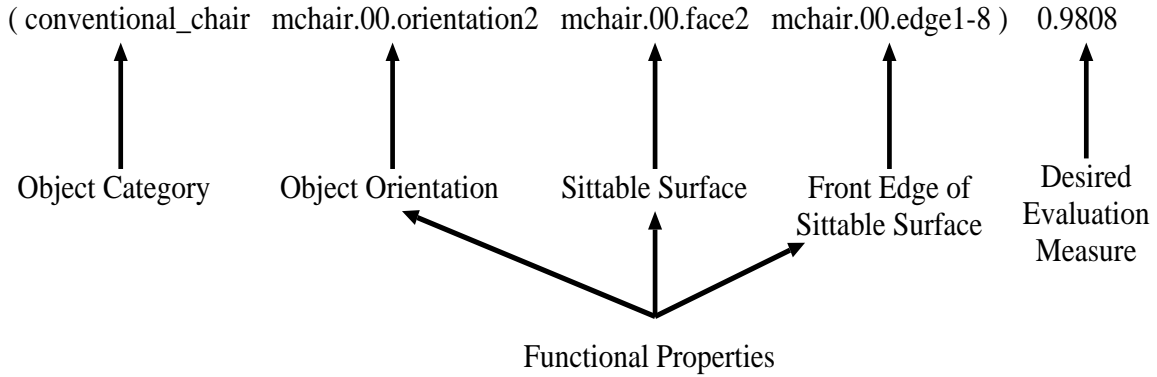 ( conventional_chair mchair.00.orientation2 mchair.00.face2 mchair.00.edge1-8 ) 0.9808
Object Category
Object Orientation
Sittable Surface
Front Edge of
Sittable Surface
Desired
Evaluation
Measure
Functional Properties